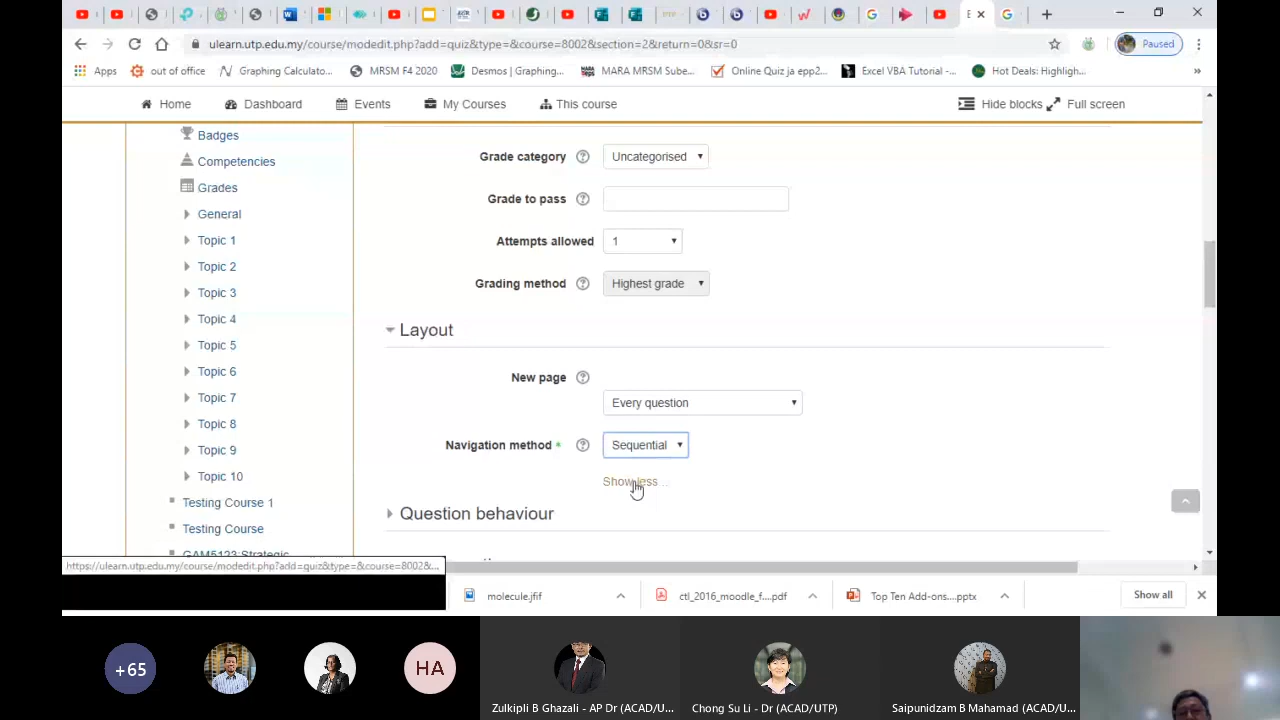 E
ulearn.utp.edu.my/course/modedit.php?add=quiz&type=&course=8002&section=2&return=0&sr=0
Paused
Apps
out of office
Graphing Calculato...
MRSM F4 2020
Desmos | Graphing...
MARA MRSM Sube...
Online Quiz ja epp2...
Excel VBA Tutorial -...
Hot Deals: Highligh...
»
Home
Dashboard
Events
My Courses
This course
Hide blocks
Full screen
Badges
Competencies
Grades
General
Topic 1
Topic 2
Topic 3
Topic 4
Topic 5
Topic 6
Topic 7
Topic 8
Topic 9
Topic 10
Testing Course 1
Testing Course
GAM5123:Strategic
Grade category
Uncategorised
Grade to pass
Attempts allowed
1
Grading method
Highest grade
Layout
New page
Every question
Navigation method *
Sequential
Show less ...
Question behaviour
https://ulearn.utp.edu.my/course/modedit.php?add=quiz&type=&course=8002&...
molecule.jfif
ctl_2016_moodle_f....pdf
Top Ten Add-ons....pptx
Show all
+65
HA
Zulkipli B Ghazali - AP Dr (ACAD/U...
Chong Su Li - Dr (ACAD/UTP)
Saipunidzam B Mahamad (ACAD/U...